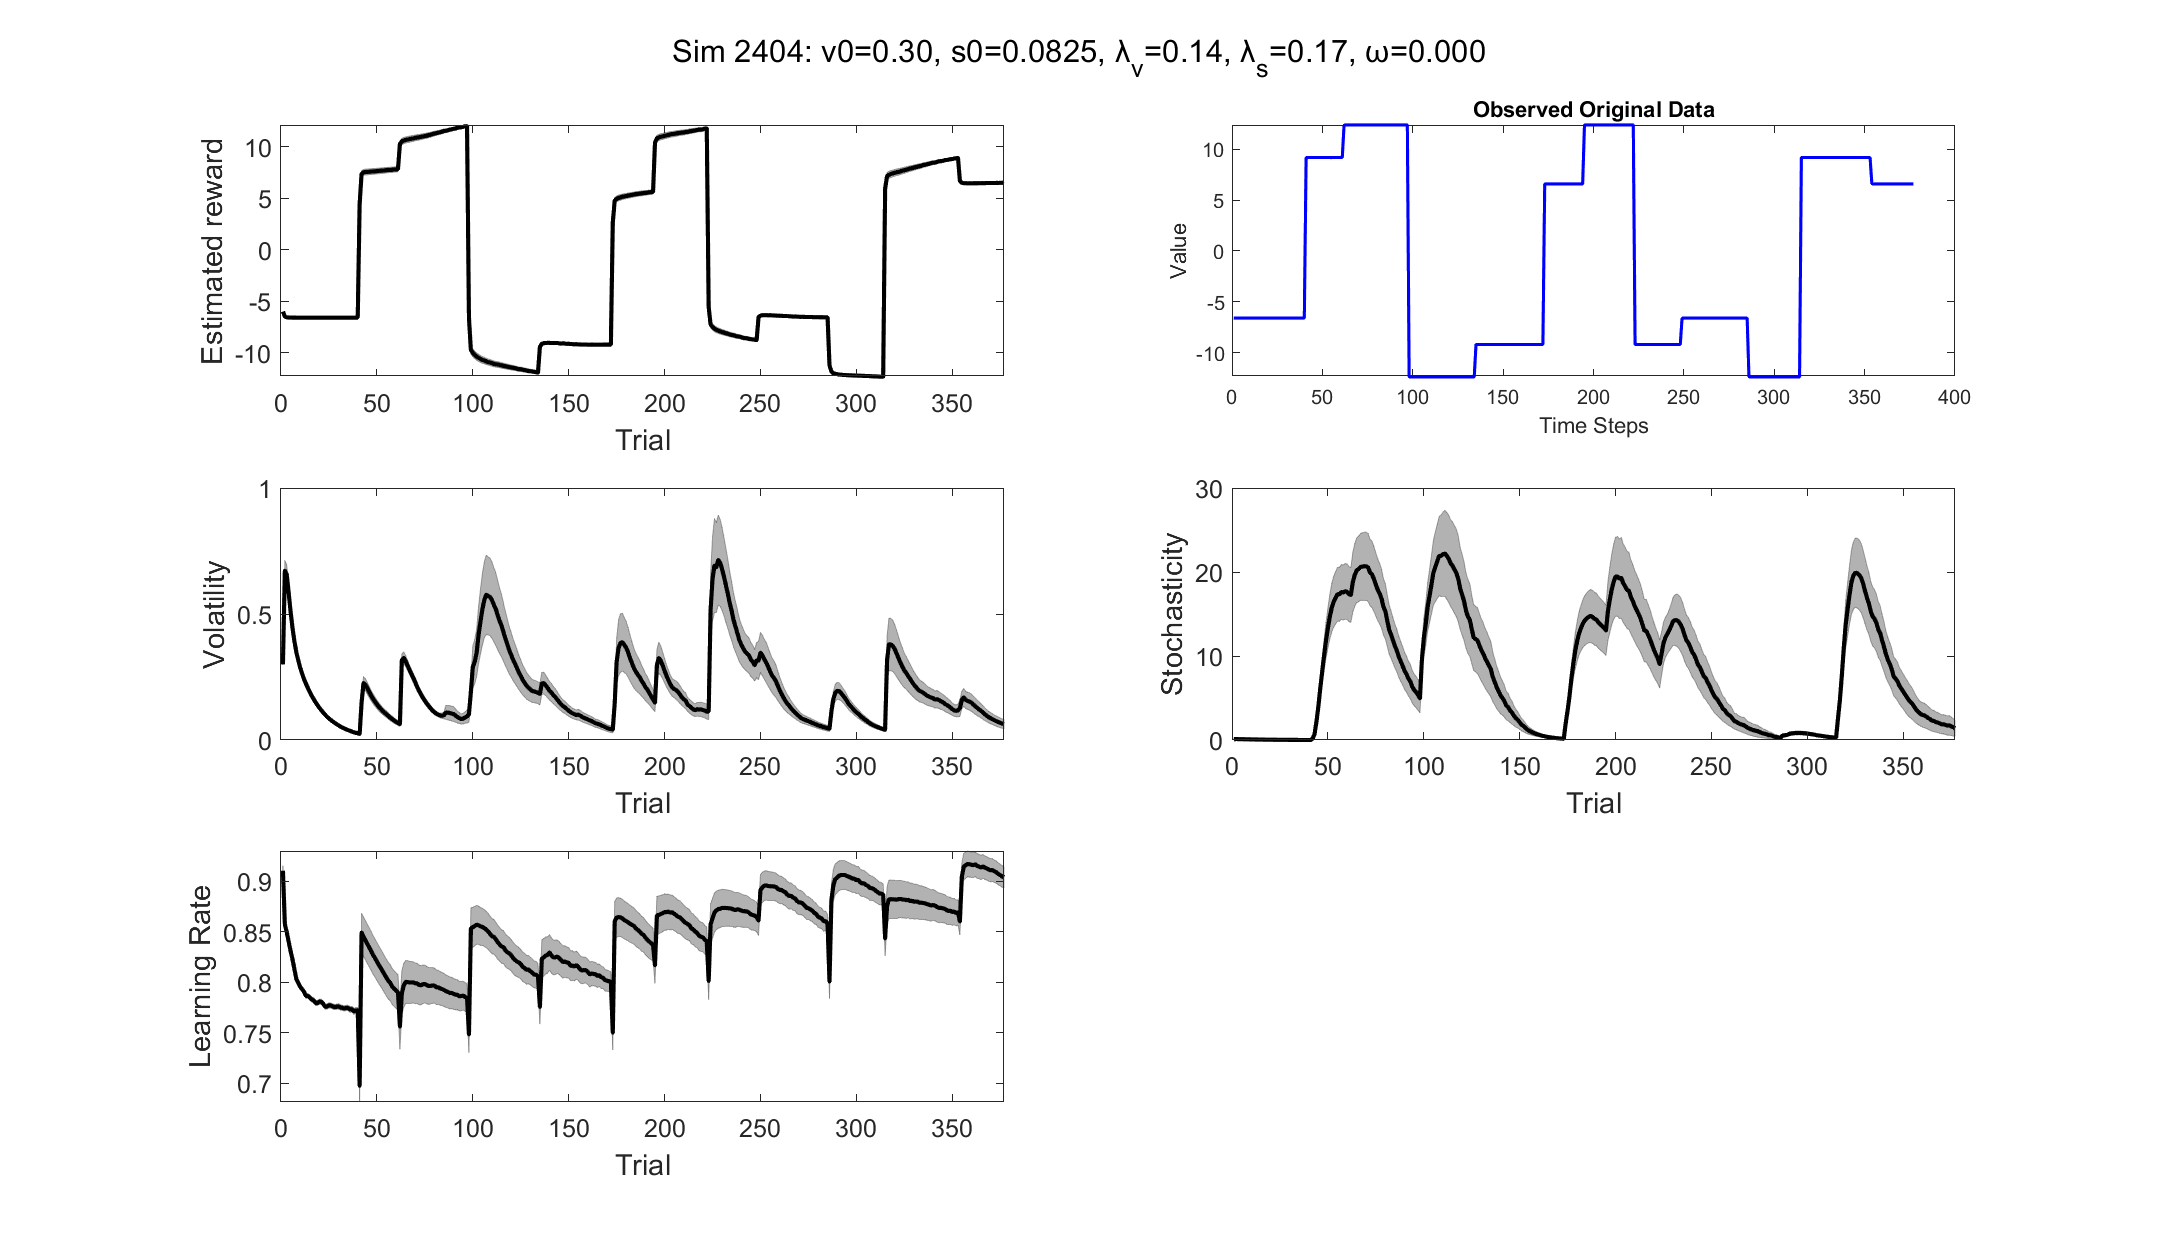 Sim 2404: v0=0.30, s0=0.0825, λ_v=0.14, λ_s=0.17, ω=0.000
Estimated reward
10
5
0
-5
-10
0 50 100 150 200 250 300 350
Trial
Observed Original Data
Value
10
5
0
-5
-10
0 50 100 150 200 250 300 350 400
Time Steps
Volatility
1
0.5
0
0 50 100 150 200 250 300 350
Trial
Stochasticity
30
20
10
0
0 50 100 150 200 250 300 350
Trial
Learning Rate
0.9
0.85
0.8
0.75
0.7
0 50 100 150 200 250 300 350
Trial